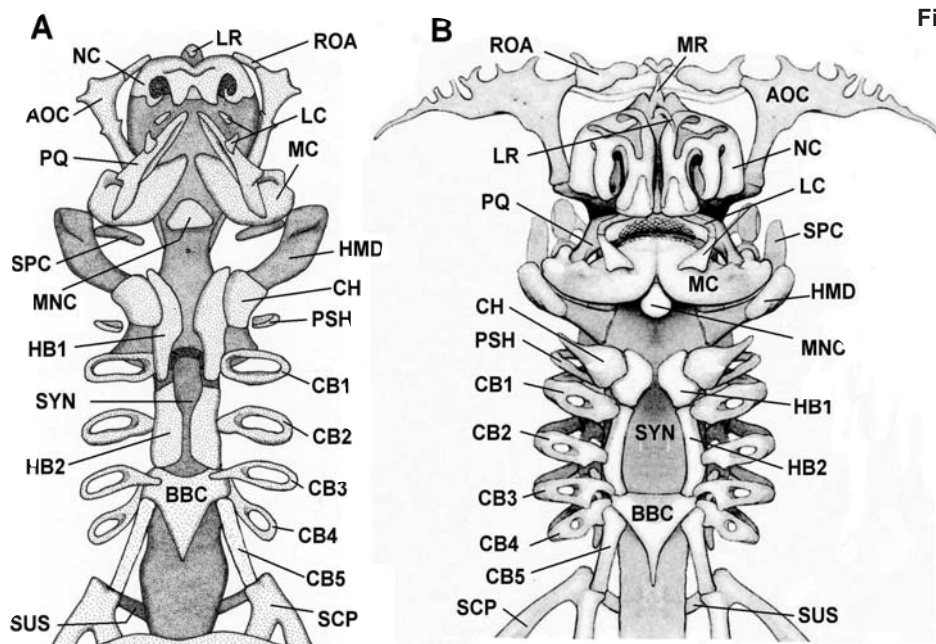 Fi
A
LR
ROA
NC
AOC
LC
PQ
MC
SPC
HMD
MNC
CH
PSH
HB1
CB1
SYN
CB2
HB2
CB3
BBC
CB4
CB5
SUS
SCP
B
ROA
MR
AOC
LR
NC
LC
PQ
SPC
MC
CH
HMD
PSH
MNC
CB1
HB1
SYN
CB2
HB2
CB3
BBC
CB4
CB5
SCP
SUS